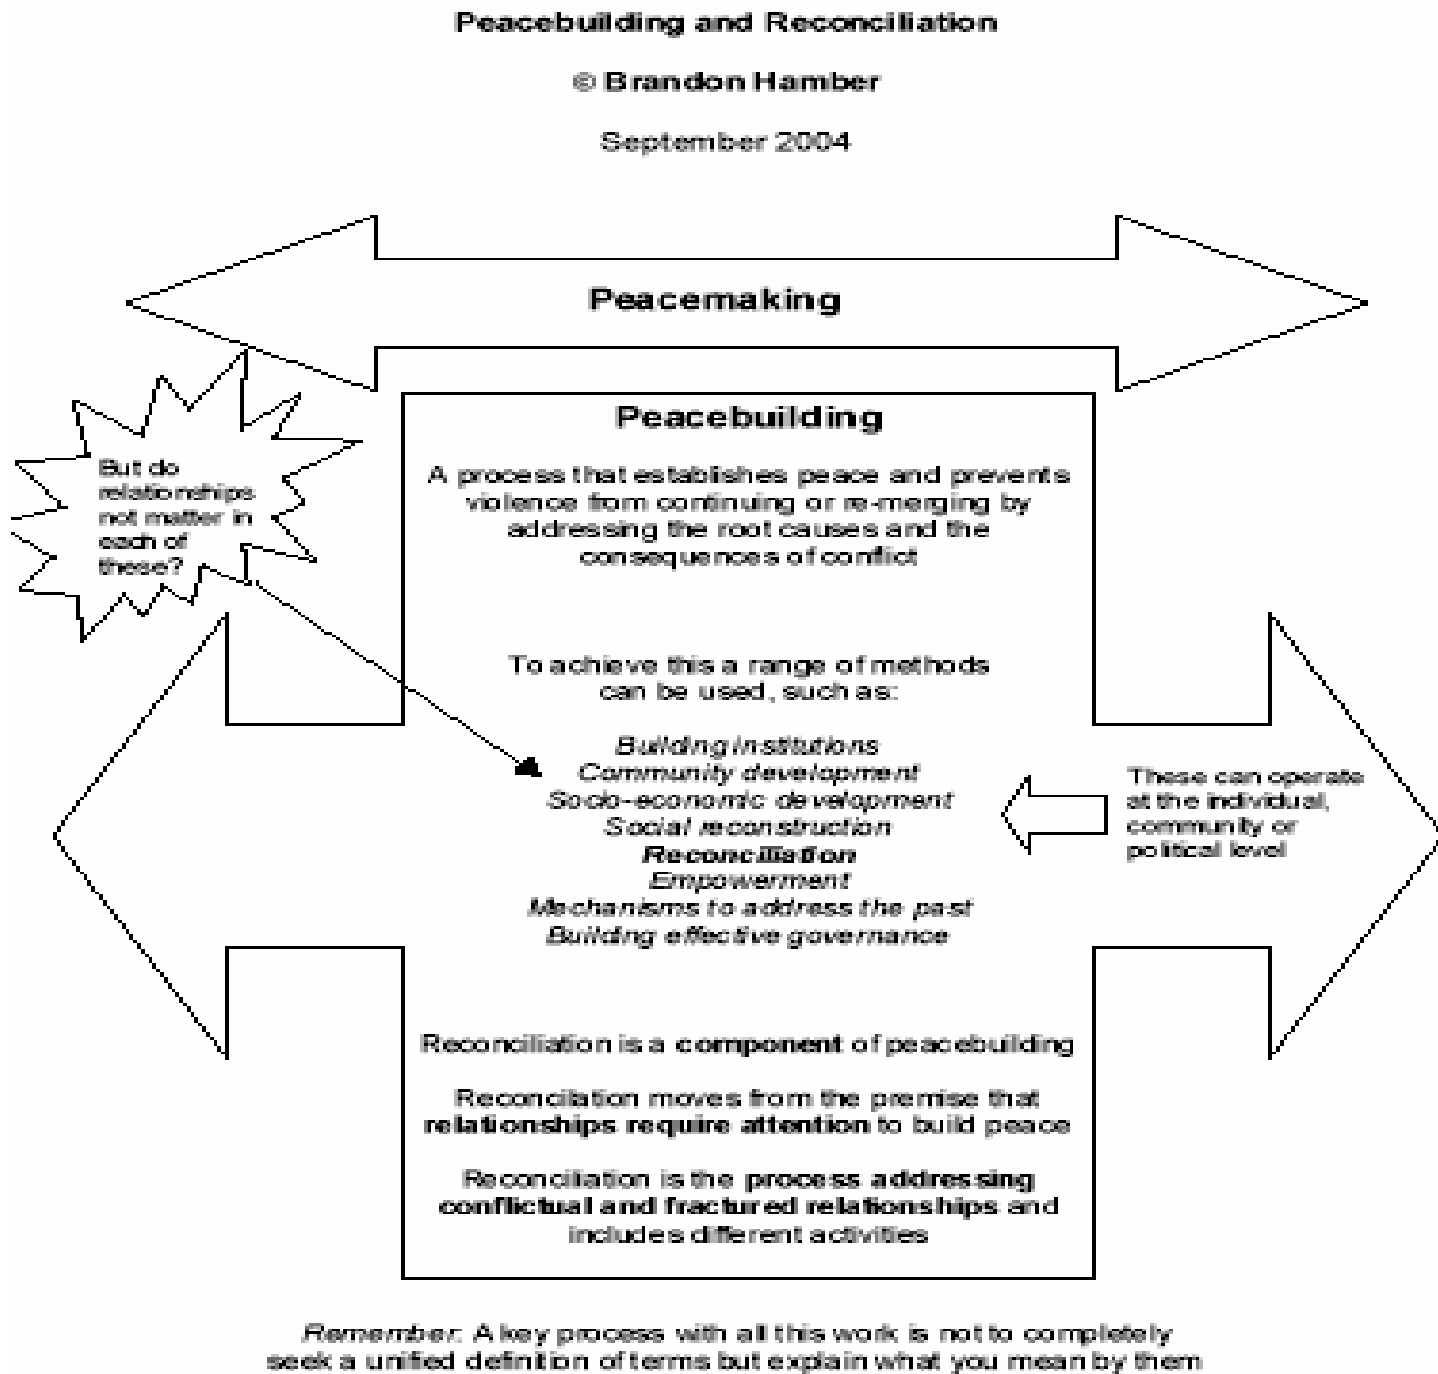 Peacebuilding and Reconciliation
© Brandon Hamber
September 2004
Peacemaking
But do
relationships
not matter in
each of
these?
Peacebuilding
A process that establishes peace and prevents
violence from continuing or re-merging by
addressing the root causes and the
consequences of conflict
To achieve this a range of methods
can be used, such as:
Building institutions
Community development
Socio-economic development
Social reconstruction
Reconciliation
Empowerment
Mechanisms to address the past
Building effective governance
These can operate
at the individual,
community or
political level
Reconciliation is a component of peacebuilding
Reconcilation moves from the premise that
relationships require attention to build peace
Reconciliation is the process addressing
conflictual and fractured relationships and
includes different activities
Remember: A key process with all this work is not to completely
seek a unified definition of terms but explain what you mean by them